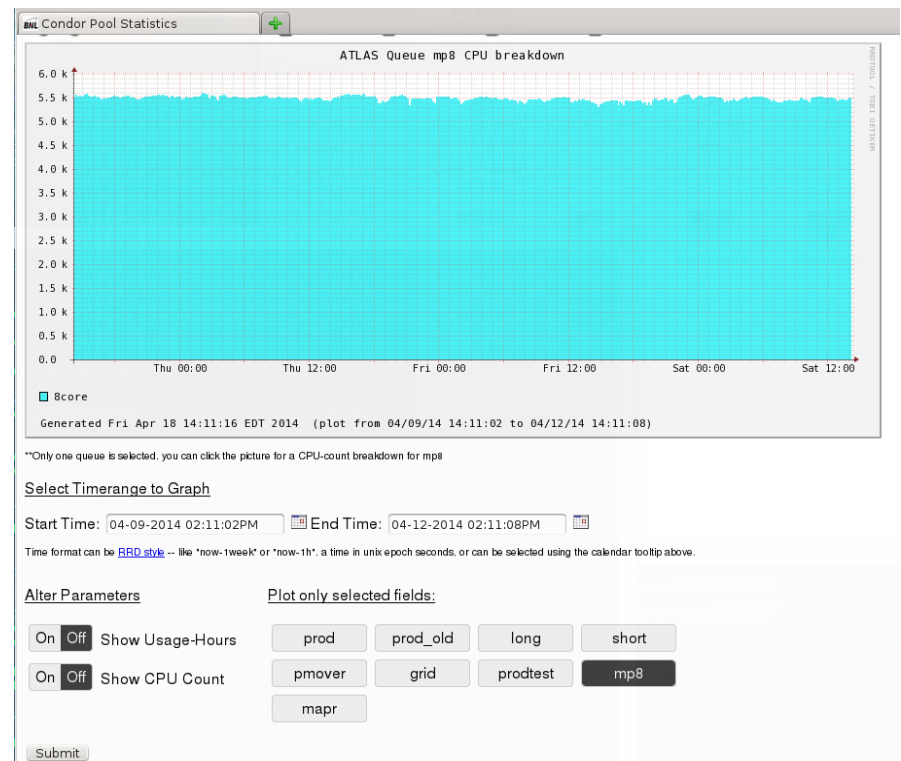 BNL Condor Pool Statistics
ATLAS Queue mp8 CPU breakdown
RRDTOOL / TOBI OETIKER
6.0 k
5.5 k
5.0 k
4.5 k
4.0 k
3.5 k
3.0 k
2.5 k
2.0 k
1.5 k
1.0 k
0.5 k
0.0
Thu 00:00 Thu 12:00 Fri 00:00 Fri 12:00 Sat 00:00 Sat 12:00
8core
Generated Fri Apr 18 14:11:16 EDT 2014 (plot from 04/09/14 14:11:02 to 04/12/14 14:11:08)
**Only one queue is selected, you can click the picture for a CPU-count breakdown for mp8
Select Timerange to Graph
Start Time: 04-09-2014 02:11:02PM End Time: 04-12-2014 02:11:08PM
Time format can be RRD style -- like "now-1week" or "now-1h", a time in unix epoch seconds, or can be selected using the calendar tooltip above.
Alter Parameters Plot only selected fields:
On Off Show Usage-Hours prod prod_old long short
On Off Show CPU Count pmover grid prodtest mp8
mapr
Submit